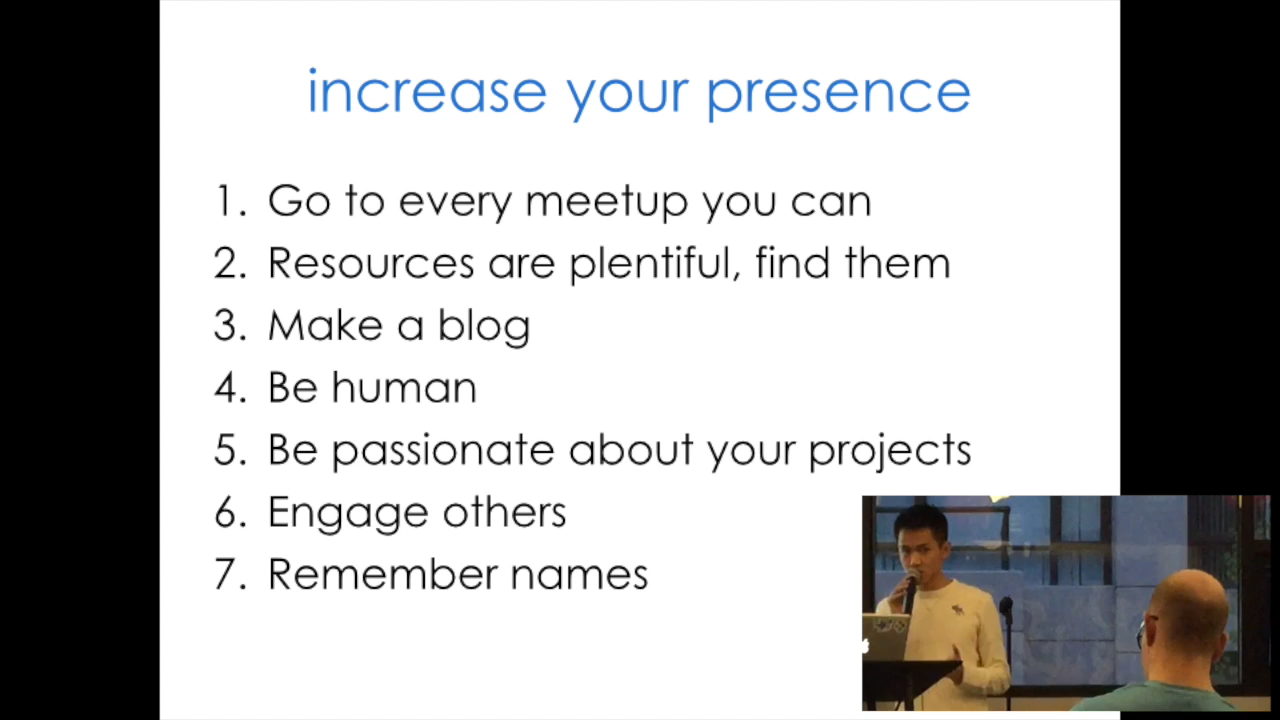 increase your presence
1. Go to every meetup you can
2. Resources are plentiful, find them
3. Make a blog
4. Be human
5. Be passionate about your projects
6. Engage others
7. Remember names